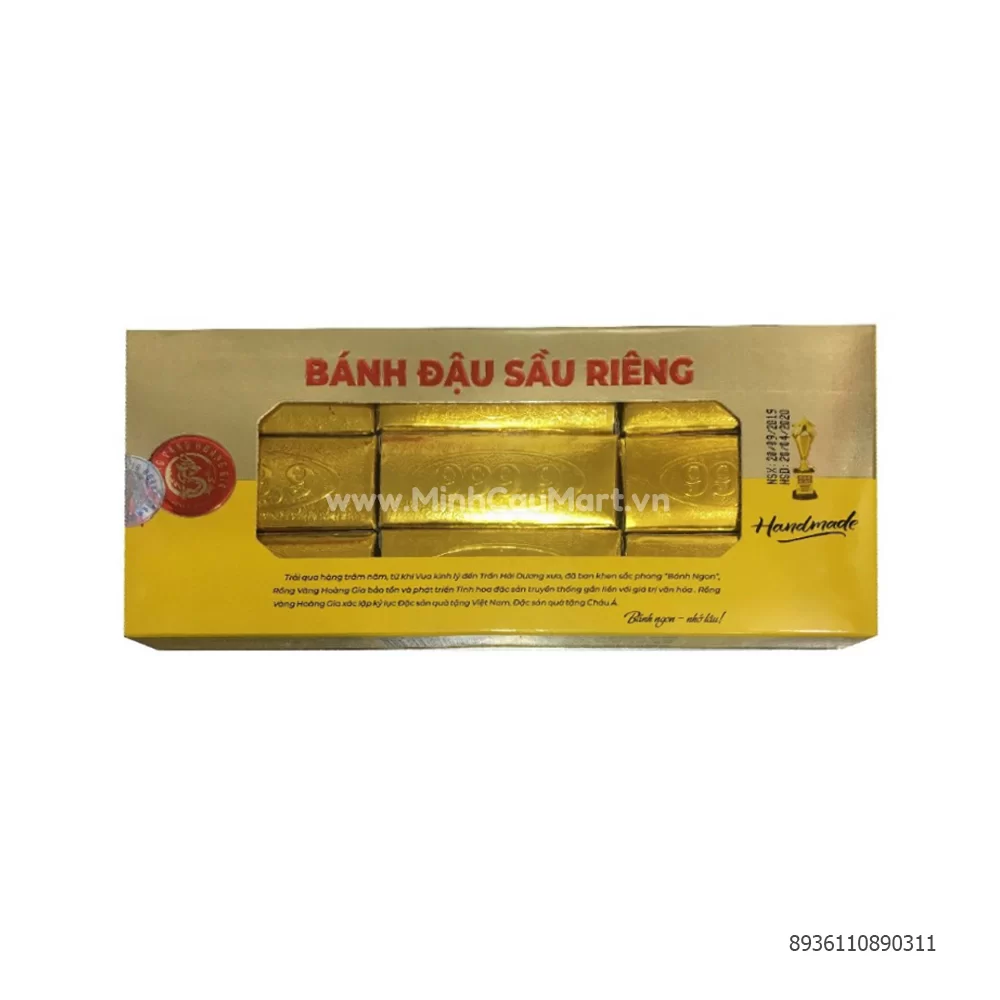 BÁNH ĐẬU SẦU RIÊNG
NSX: 20/09/2019
HSD: 20/04/2020
9999
99
www.MinhCauMart.vn
Handmade
Trải qua hàng trăm năm, từ khi Vua kinh lý đến Trấn Hải Dương xưa, đã ban khen sắc phong "Bánh Ngon",
Rồng Vàng Hoàng Gia bảo tồn và phát triển Tinh hoa đặc sản truyền thống gắn liền với giá trị văn hóa . Rồng
Vàng Hoàng Gia xác lập kỷ lục Đặc sản quà tặng Việt Nam, Đặc sản quà tặng Châu Á.
Bánh ngon – nhớ lâu!
8936110890311